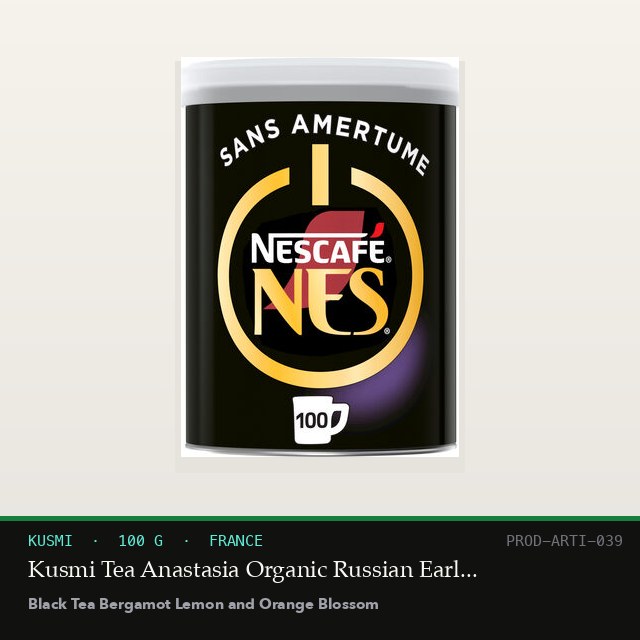 SANS AMERTUME
NESCAFÉ®
NES®
100
KUSMI · 100 G · FRANCE
PROD-ARTI-039
Kusmi Tea Anastasia Organic Russian Earl...
Black Tea Bergamot Lemon and Orange Blossom